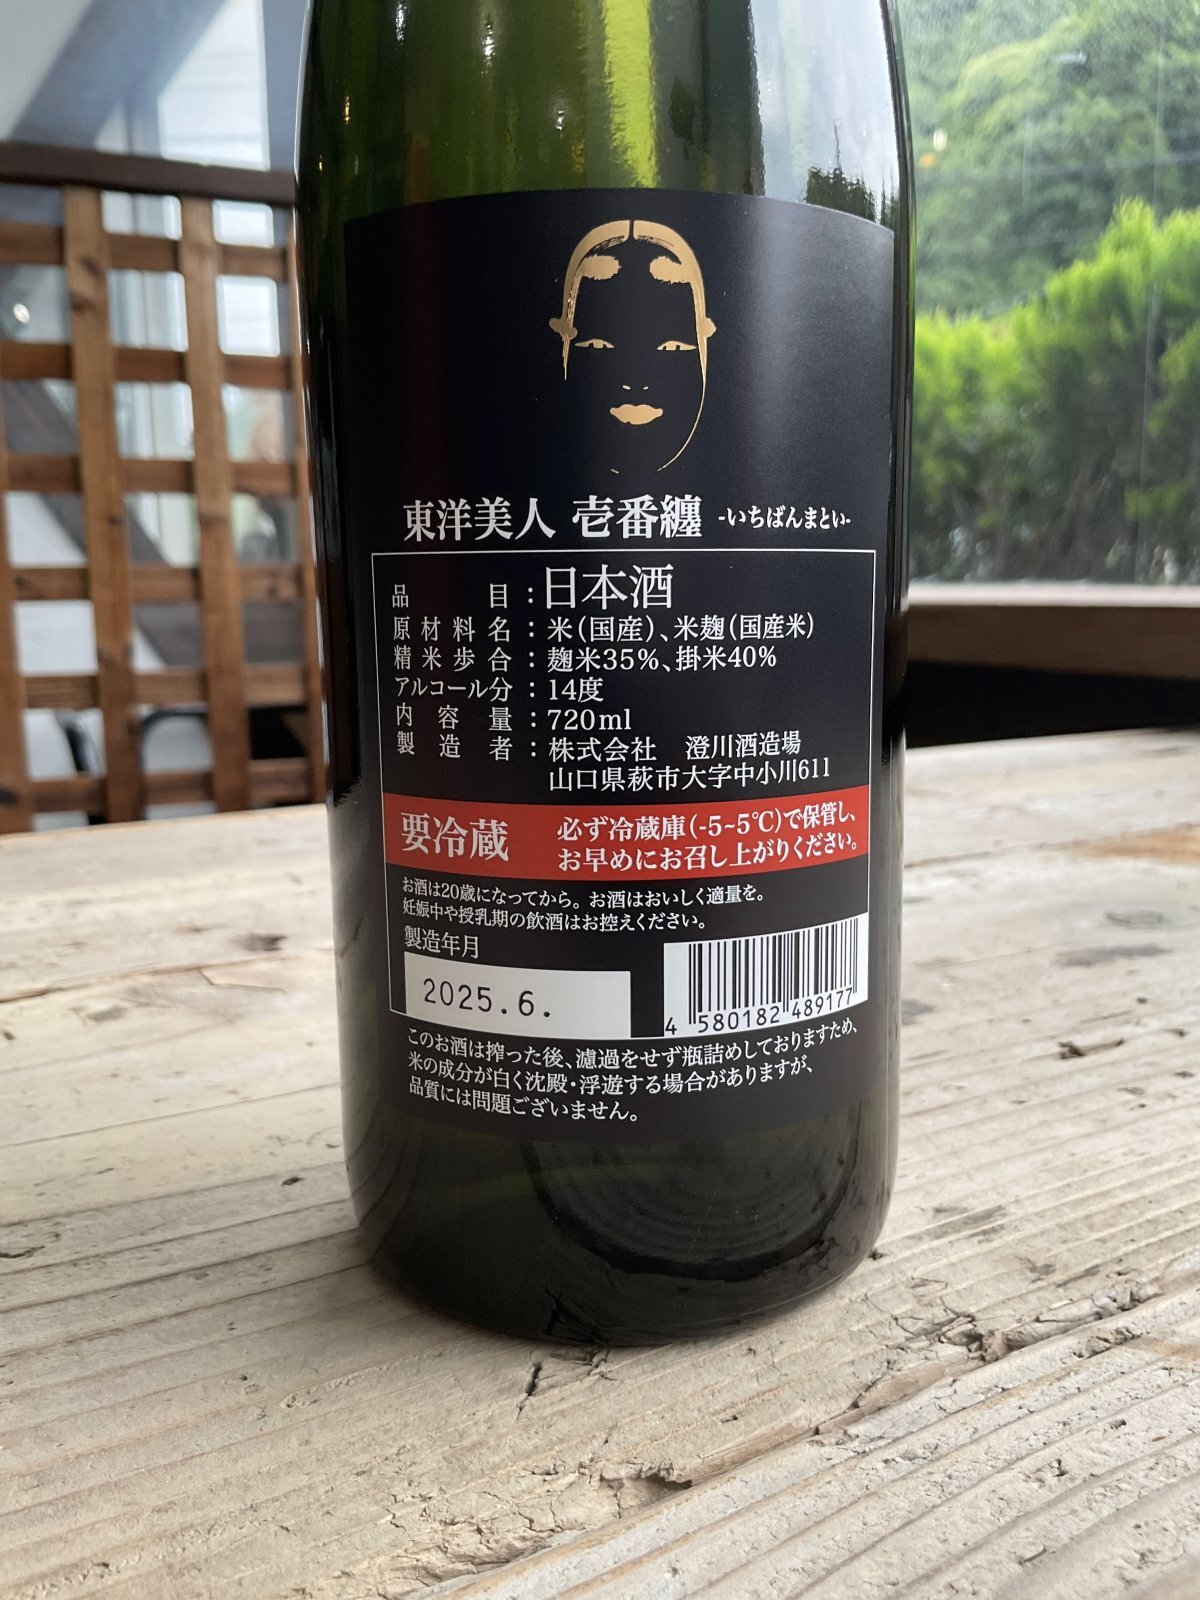 東洋美人 壱番纏 -いちばんまとい-
品目：日本酒
原材料名：米(国産)、米麹(国産米)
精米歩合：麹米35%、掛米40%
アルコール分：14度
内容量：720ml
製造者：株式会社 澄川酒造場
山口県萩市大字中小川611
要冷蔵 必ず冷蔵庫(-5~5℃)で保管し、
お早めにお召し上がりください。
お酒は20歳になってから。お酒はおいしく適量を。
妊娠中や授乳期の飲酒はお控えください。
製造年月
2025.6.
4 580182 489177
このお酒は搾った後、濾過をせず瓶詰めしておりますため、
米の成分が白く沈殿・浮遊する場合がありますが、
品質には問題ございません。